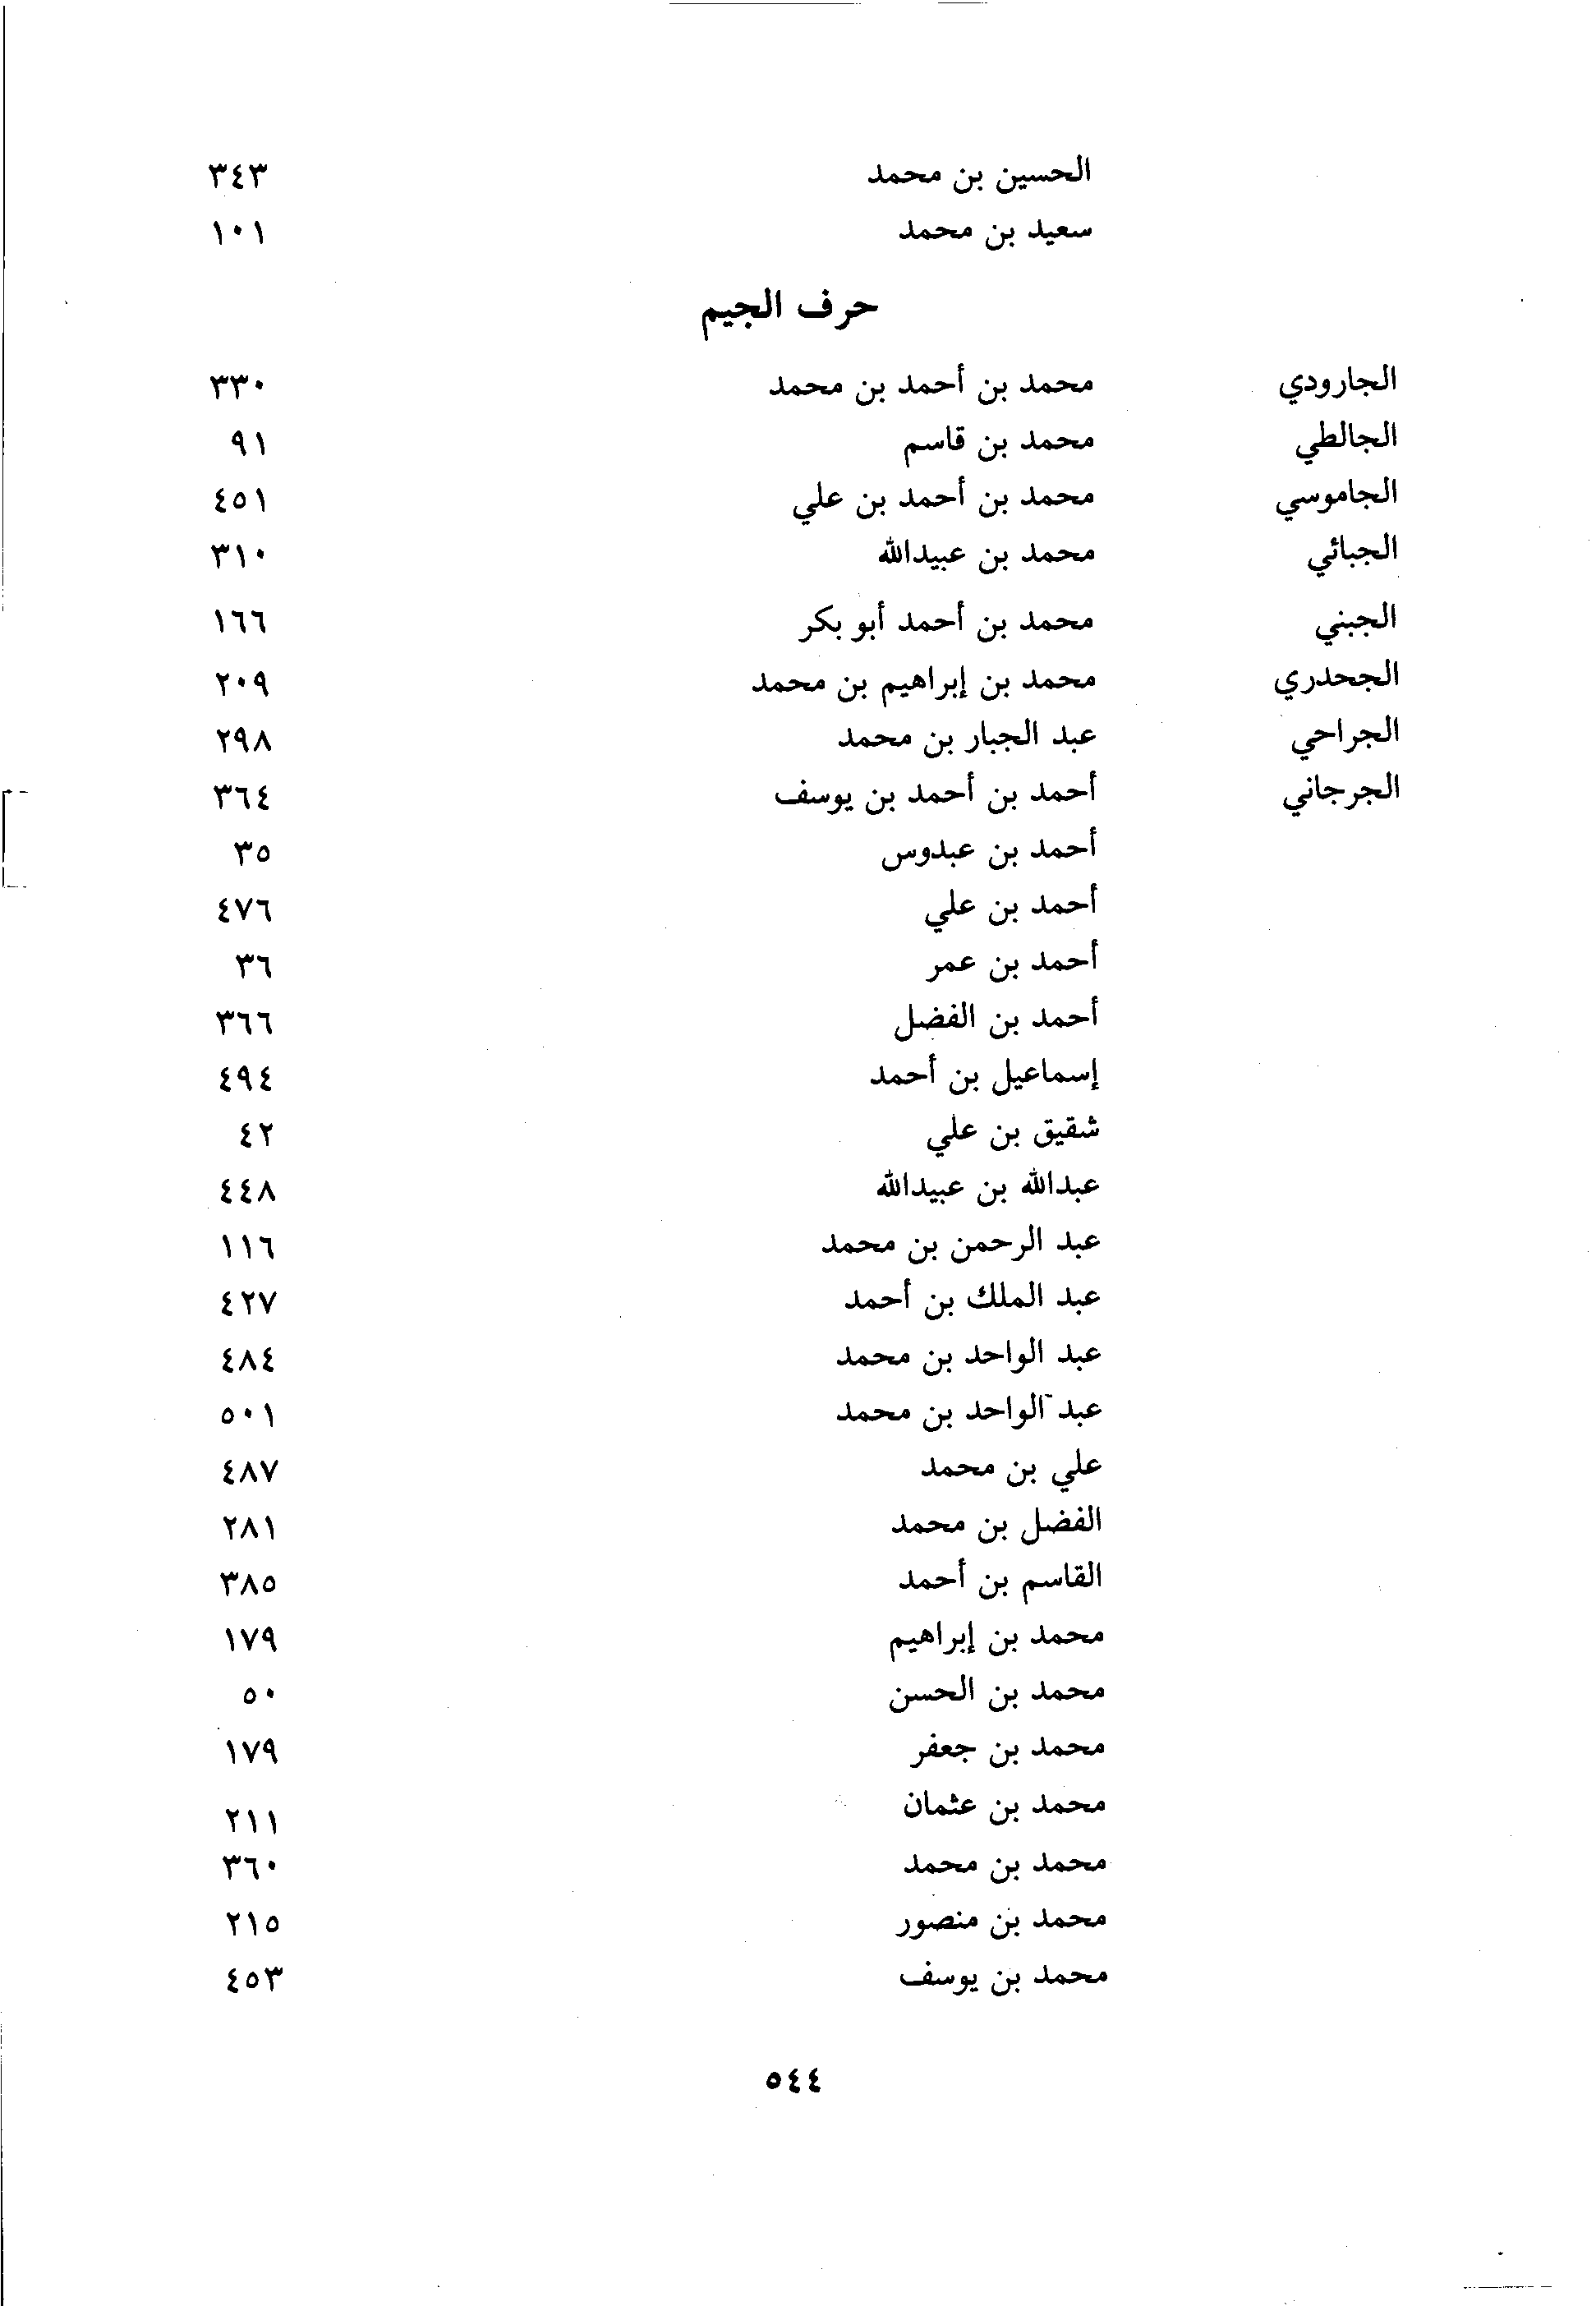 الحسين بن محمد ٣٤٣
سعيد بن محمد ١٠١
حرف الجيم
الجارودي محمد بن أحمد بن محمد ٣٣٠
الجالطي محمد بن قاسم ٩١
الجاموسي محمد بن أحمد بن علي ٤٥١
الجبائي محمد بن عبيدالله ٣١٠
الجبني محمد بن أحمد أبو بكر ١٦٦
الجحدري محمد بن إبراهيم بن محمد ٢٠٩
الجراحي عبد الجبار بن محمد ٢٩٨
الجرجاني أحمد بن أحمد بن يوسف ٣٦٤
أحمد بن عبدوس ٣٥
أحمد بن علي ٤٧٦
أحمد بن عمر ٣٦
أحمد بن الفضل ٣٦٦
إسماعيل بن أحمد ٤٩٤
شقيق بن علي ٤٢
عبدالله بن عبيدالله ٤٤٨
عبد الرحمن بن محمد ١١٦
عبد الملك بن أحمد ٤٢٧
عبد الواحد بن محمد ٤٨٤
عبد الواحد بن محمد ٥٠١
علي بن محمد ٤٨٧
الفضل بن محمد ٢٨١
القاسم بن أحمد ٣٨٥
محمد بن إبراهيم ١٧٩
محمد بن الحسن ٥٠
محمد بن جعفر ١٧٩
محمد بن عثمان ٢١١
محمد بن محمد ٣٦٠
محمد بن منصور ٢١٥
محمد بن يوسف ٤٥٣
٥٤٤